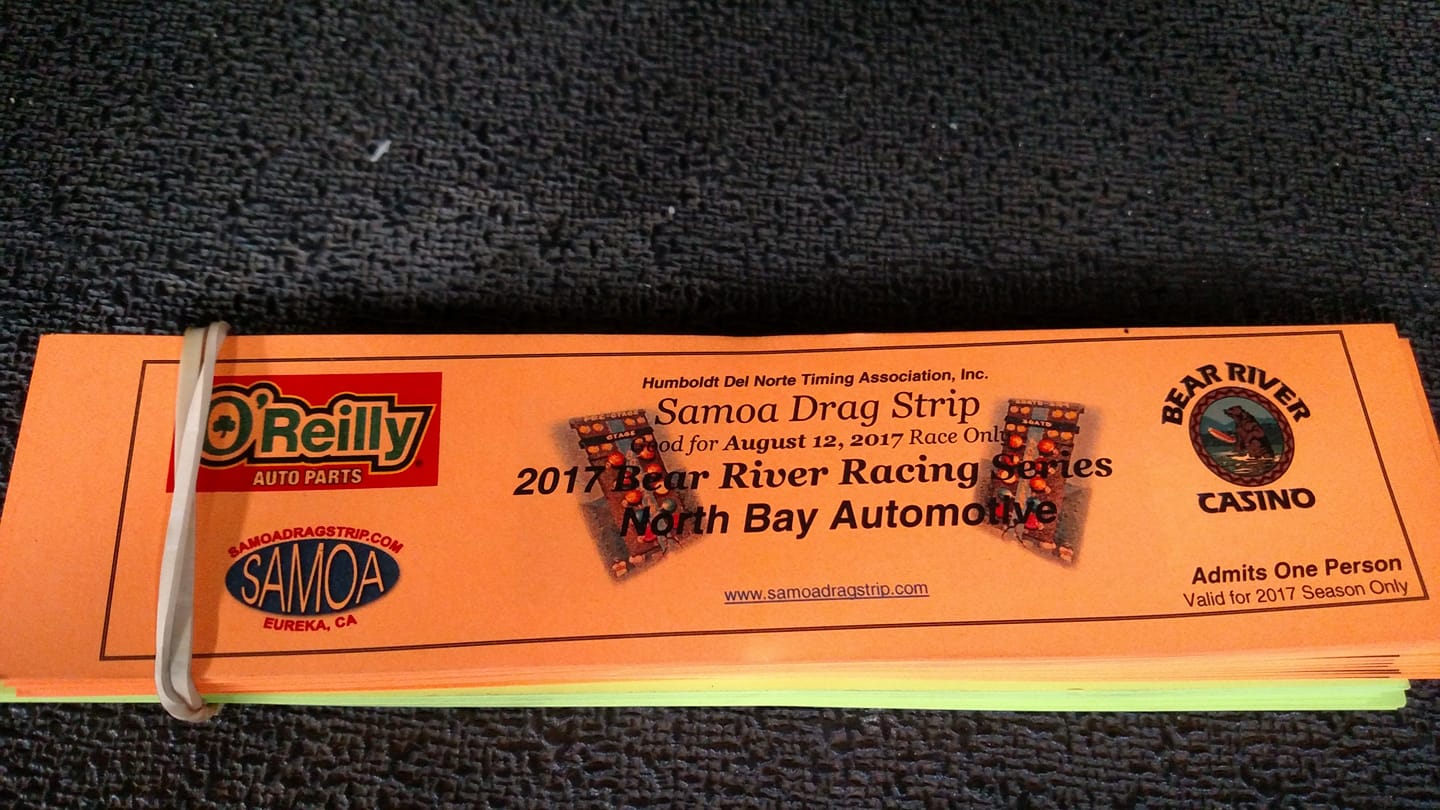 O'Reilly
AUTO PARTS
SAMOADRAGSTRIP.COM
SAMOA
EUREKA, CA
Humboldt Del Norte Timing Association, Inc.
Samoa Drag Strip
Good for August 12, 2017 Race Only
2017 Bear River Racing Series
North Bay Automotive
www.samoadragstrip.com
STAGE
BEAR RIVER
CASINO
Admits One Person
Valid for 2017 Season Only